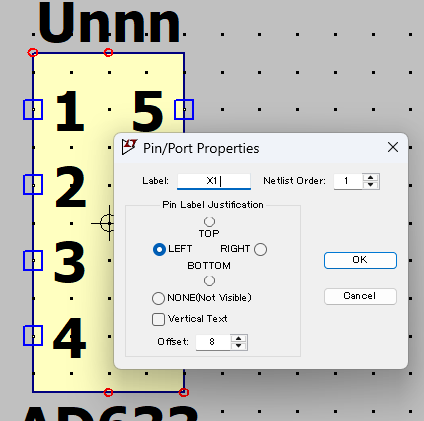 Unnn
1 5
2
3
4
AD633
Pin/Port Properties
Label: X1 Netlist Order: 1
Pin Label Justification
TOP
LEFT RIGHT
BOTTOM
NONE(Not Visible)
Vertical Text
Offset: 8
OK
Cancel